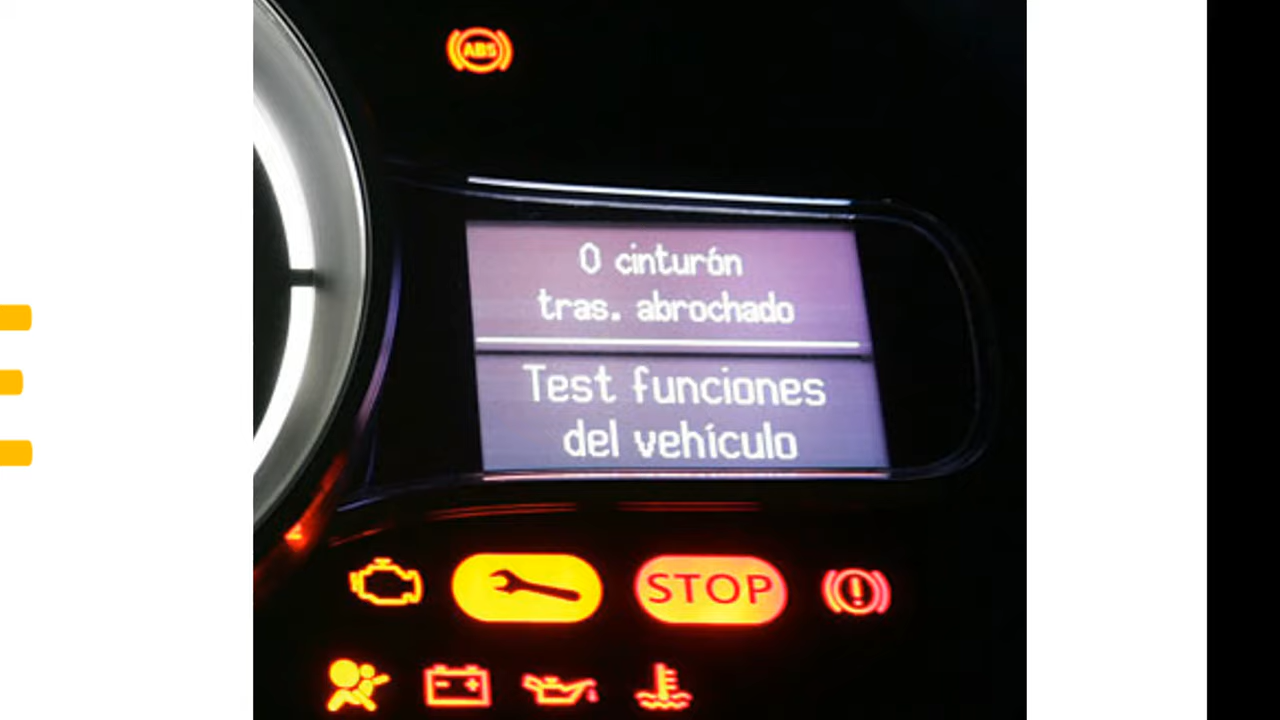 ABS
0 cinturón
tras. abrochado
Test funciones
del vehículo
STOP